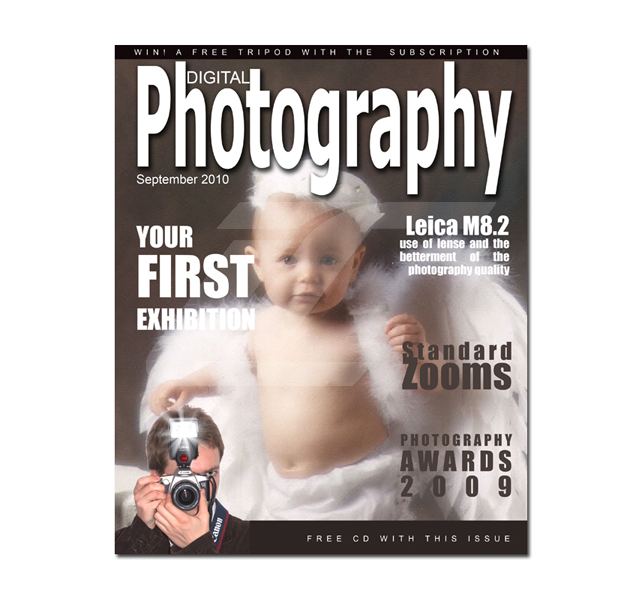 WIN! A FREE TRIPOD WITH THE SUBSCRIPTION
DIGITAL
Photography
September 2010
YOUR
FIRST
EXHIBITION
Leica M8.2
use of lense and the
betterment of the
photography quality
Standard
Zooms
PHOTOGRAPHY
AWARDS
2009
Canon
FREE CD WITH THIS ISSUE